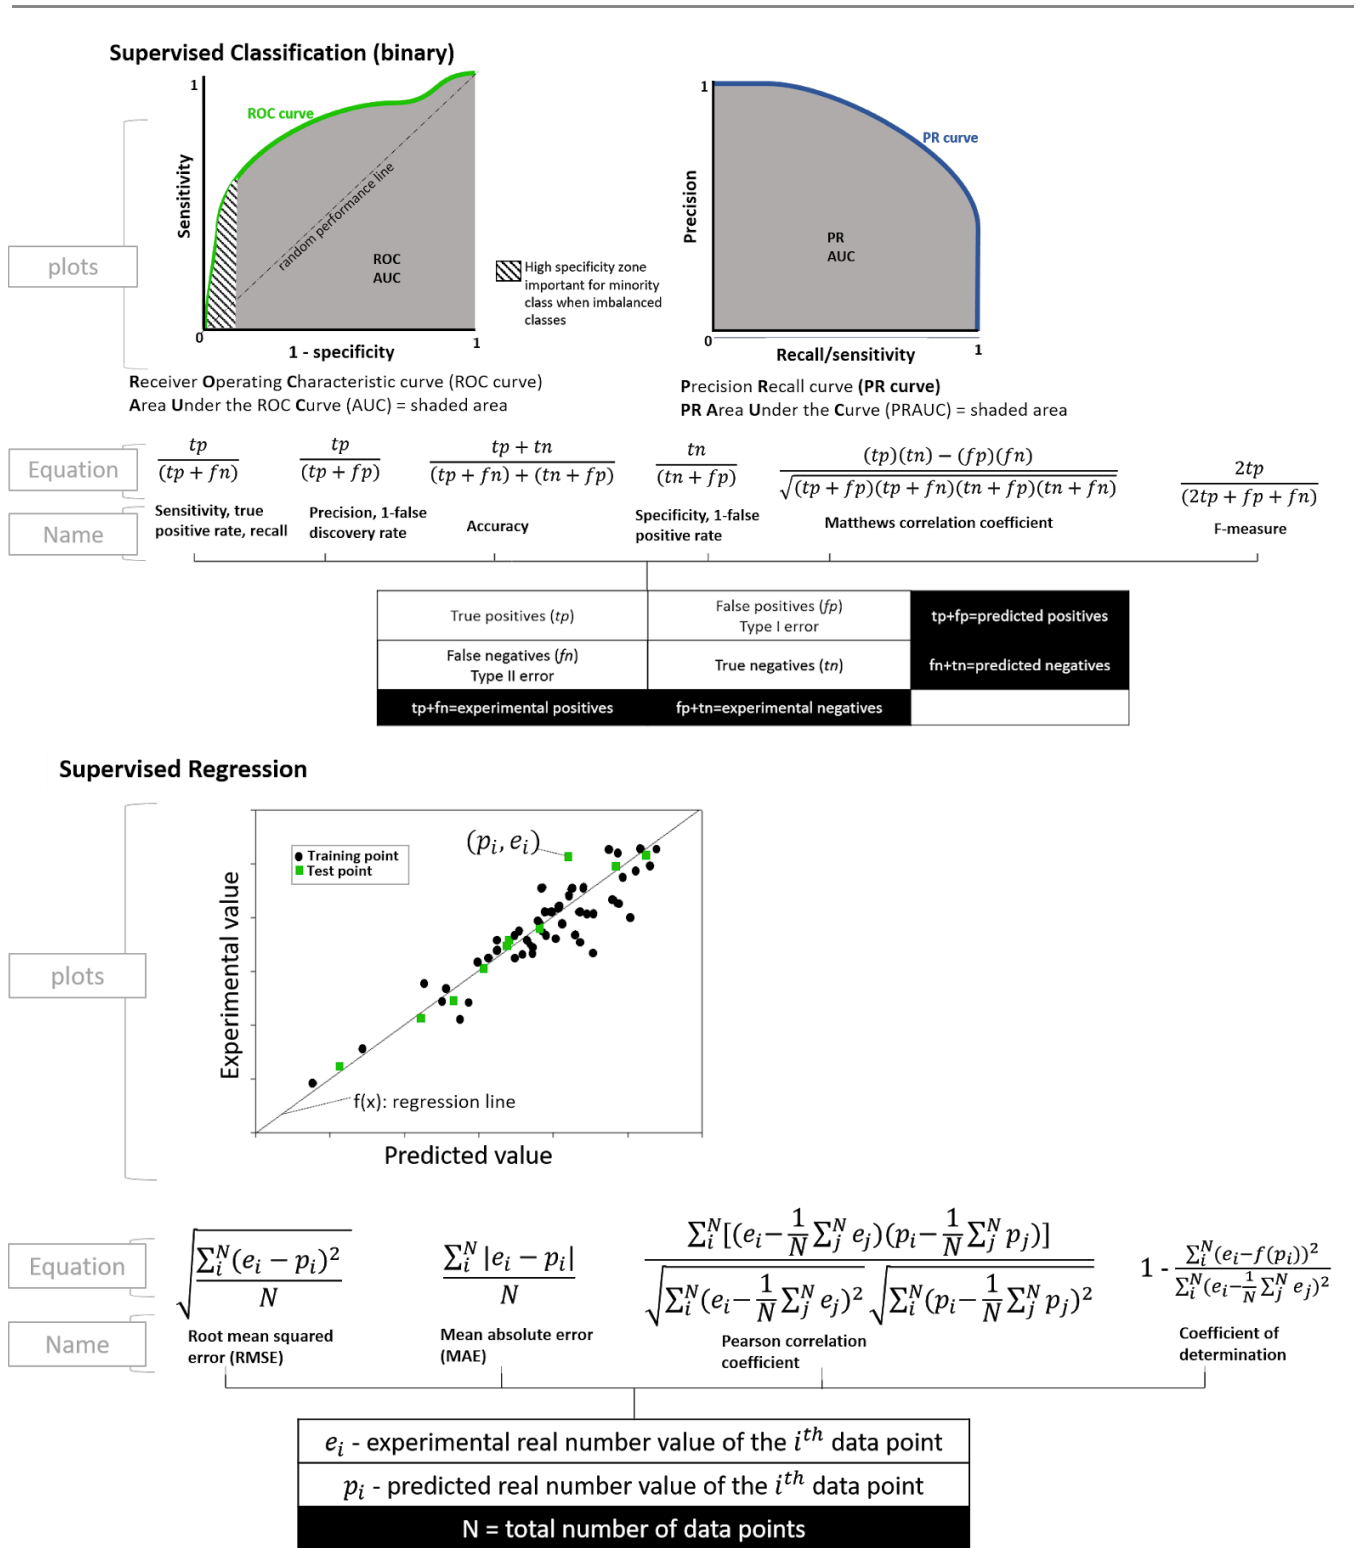 Supervised Classification (binary)
plots
1
ROC curve
Sensitivity
random performance line
ROC
AUC
0
1
1 - specificity
High specificity zone
important for minority
class when imbalanced
classes
1
PR curve
Precision
PR
AUC
0
1
Recall/sensitivity
Receiver Operating Characteristic curve (ROC curve)
Area Under the ROC Curve (AUC) = shaded area
Precision Recall curve (PR curve)
PR Area Under the Curve (PRAUC) = shaded area
Equation
tp / (tp + fn)
tp / (tp + fp)
tp + tn / (tp + fn) + (tn + fp)
tn / (tn + fp)
(tp)(tn) − (fp)(fn) / √(tp + fp)(tp + fn)(tn + fp)(tn + fn)
2tp / (2tp + fp + fn)
Name
Sensitivity, true
positive rate, recall
Precision, 1-false
discovery rate
Accuracy
Specificity, 1-false
positive rate
Matthews correlation coefficient
F-measure
True positives (tp)
False positives (fp)
Type I error
tp+fp=predicted positives
False negatives (fn)
Type II error
True negatives (tn)
fn+tn=predicted negatives
tp+fn=experimental positives
fp+tn=experimental negatives
Supervised Regression
plots
Training point
Test point
(pᵢ, eᵢ)
Experimental value
f(x): regression line
Predicted value
Equation
√(∑ᵢᴺ(eᵢ − pᵢ)² / N)
∑ᵢᴺ |eᵢ − pᵢ| / N
∑ᵢᴺ[(eᵢ− 1/N ∑ⱼᴺ eⱼ)(pᵢ− 1/N ∑ⱼᴺ pⱼ)] / √∑ᵢᴺ(eᵢ− 1/N ∑ⱼᴺ eⱼ)² √∑ᵢᴺ(pᵢ− 1/N ∑ⱼᴺ pⱼ)²
1 - ∑ᵢᴺ(eᵢ−f(pᵢ))² / ∑ᵢᴺ(eᵢ− 1/N ∑ⱼᴺ eⱼ)²
Name
Root mean squared
error (RMSE)
Mean absolute error
(MAE)
Pearson correlation
coefficient
Coefficient of
determination
eᵢ - experimental real number value of the iᵗʰ data point
pᵢ - predicted real number value of the iᵗʰ data point
N = total number of data points